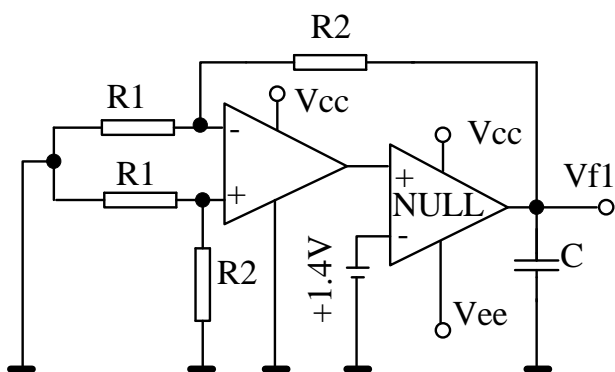 R2
R1
Vcc
-
Vcc
R1
+
+
NULL
Vf1
-
R2
+1.4V
C
Vee